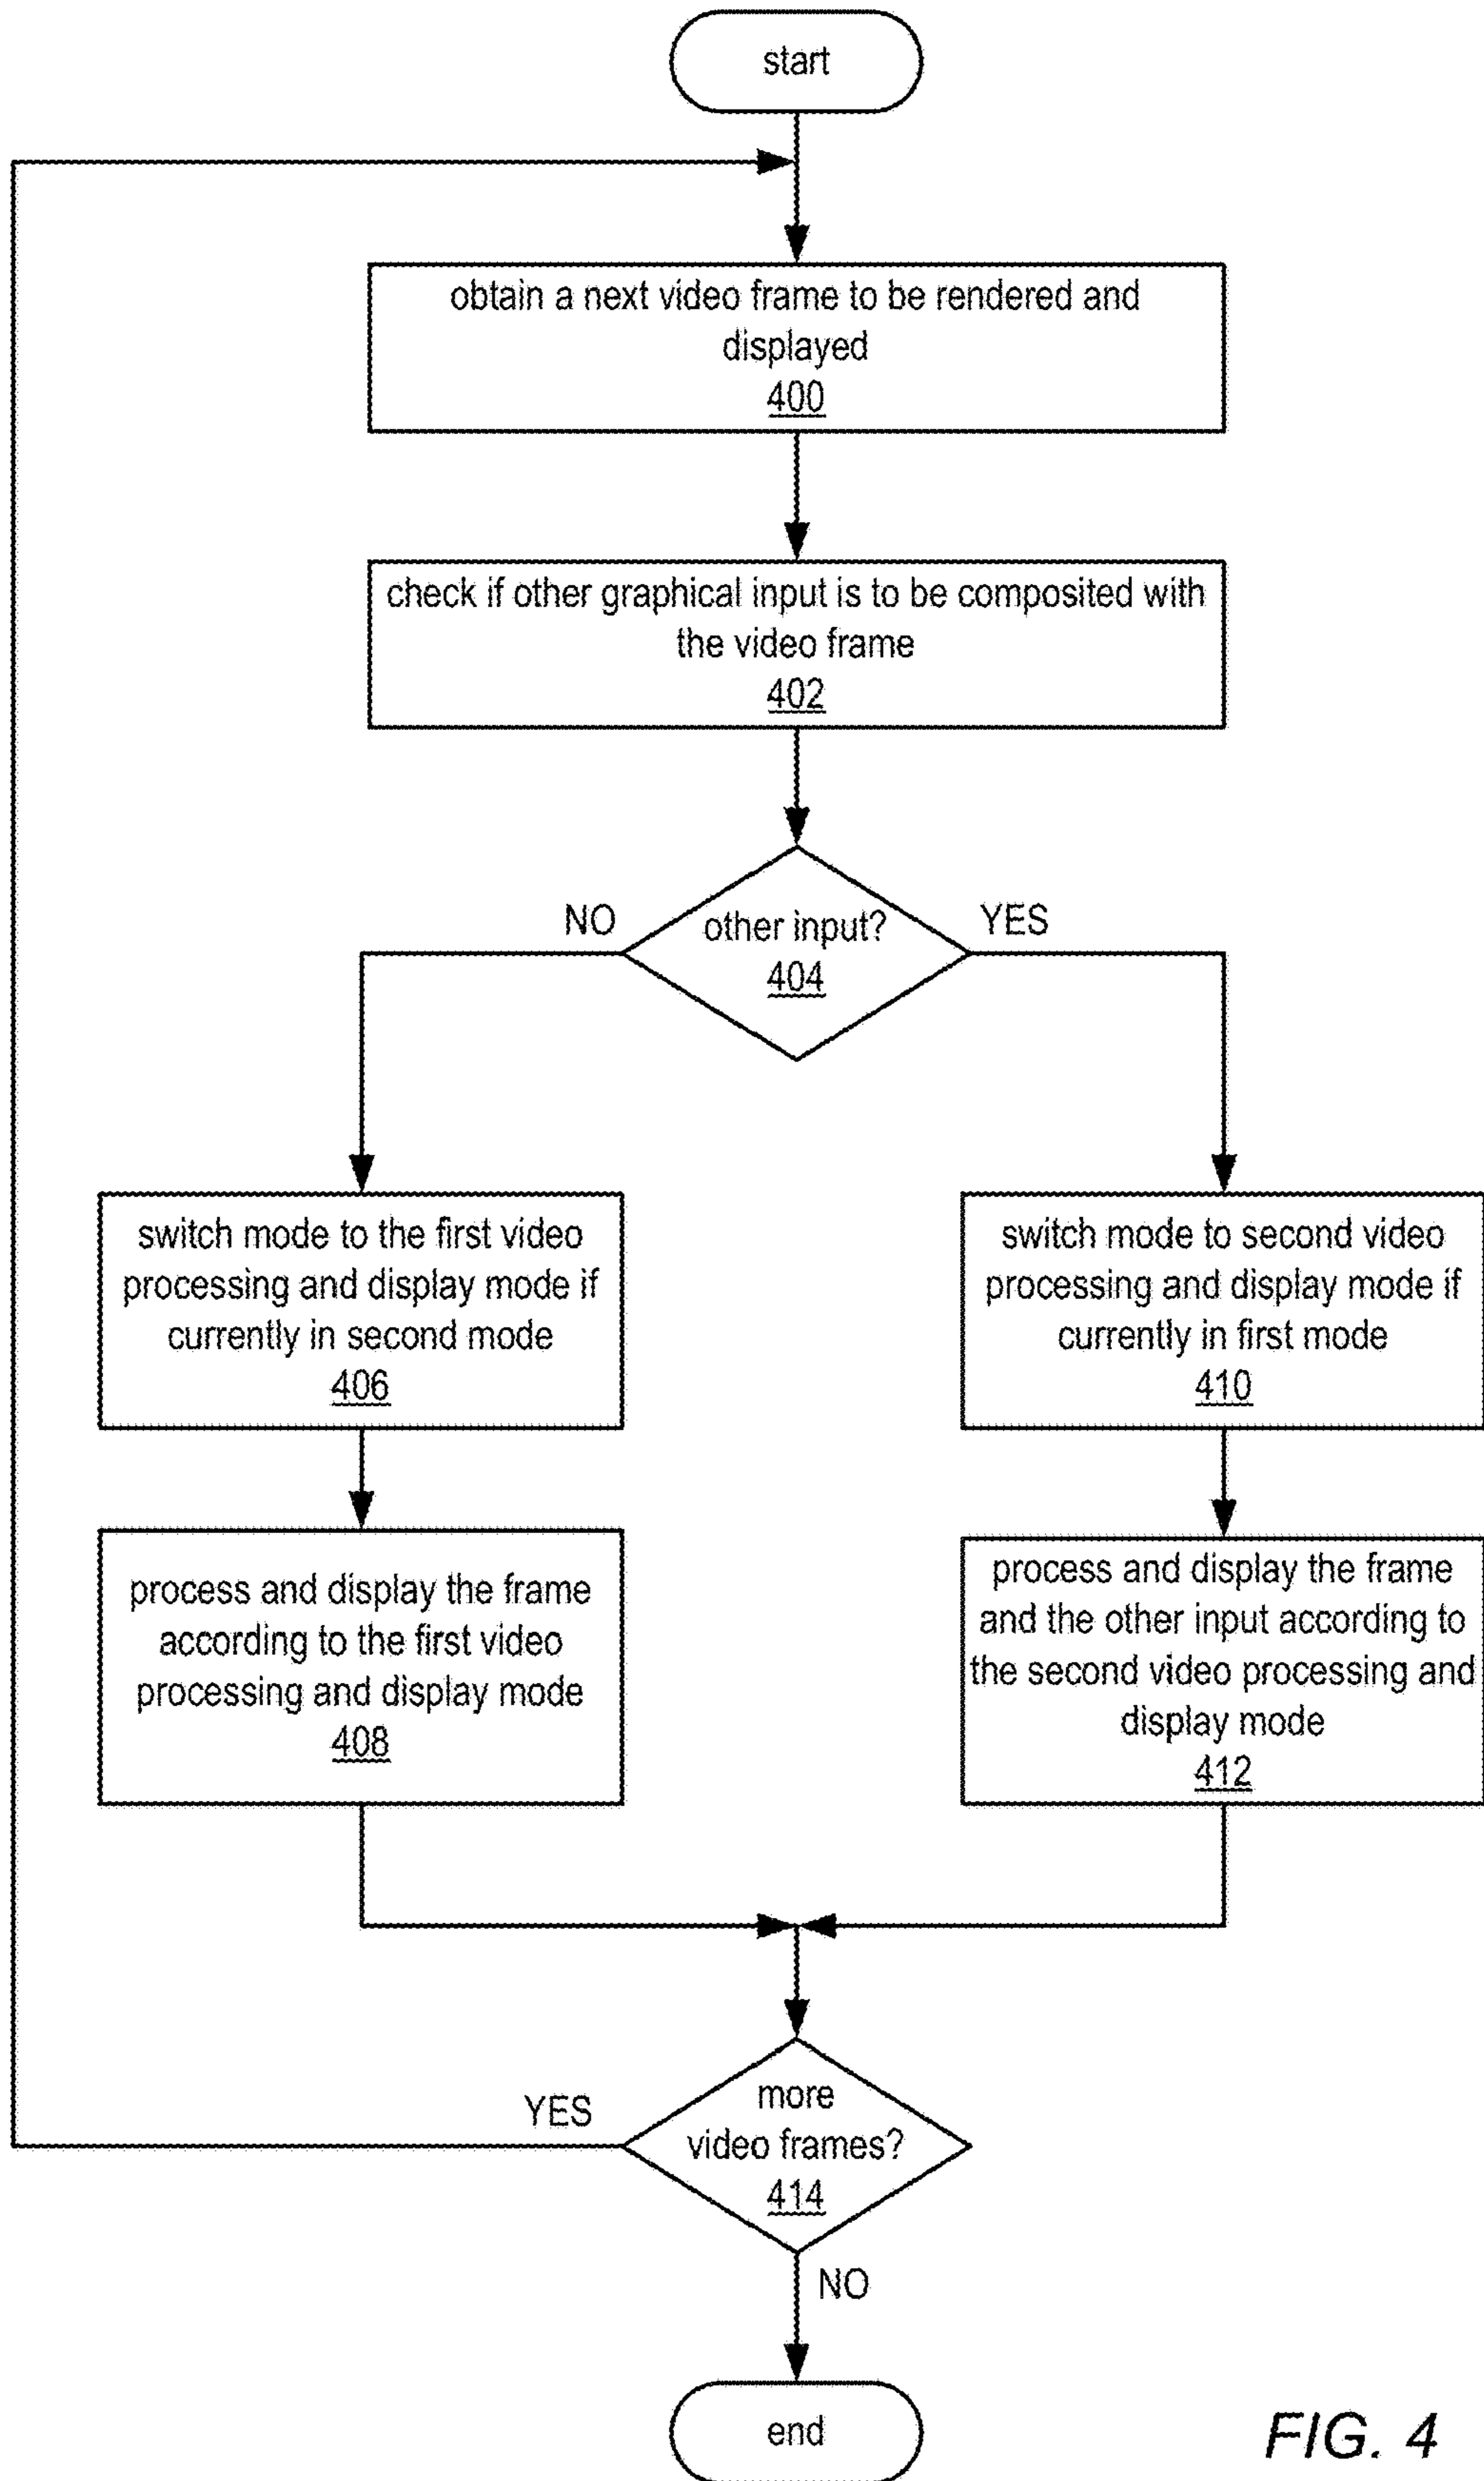 start
obtain a next video frame to be rendered and
displayed
400
check if other graphical input is to be composited with
the video frame
402
NO
other input?
404
YES
switch mode to the first video
processing and display mode if
currently in second mode
406
switch mode to second video
processing and display mode if
currently in first mode
410
process and display the frame
according to the first video
processing and display mode
408
process and display the frame
and the other input according to
the second video processing and
display mode
412
YES
more
video frames?
414
NO
end
FIG. 4